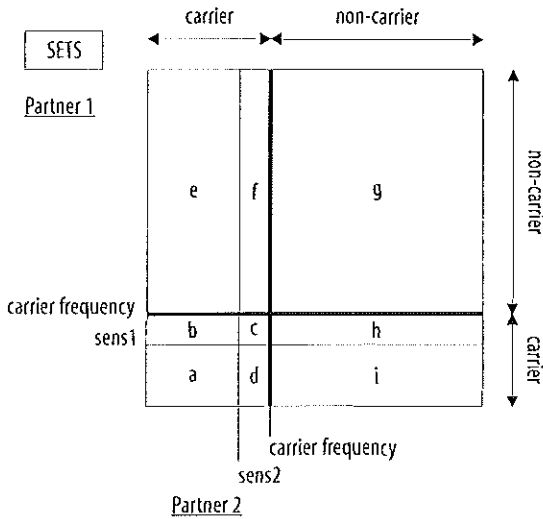 carrier non-carrier
SETS
Partner 1
e f g
non-carrier
carrier frequency
sens1
b c h
a d i
carrier
carrier frequency
sens2
Partner 2